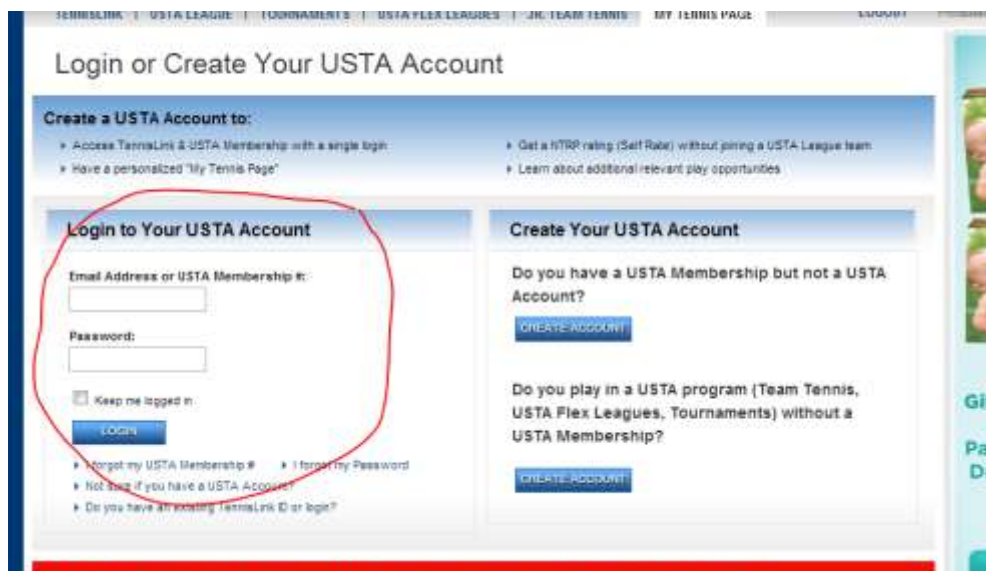 TENNISLINK | USTA LEAGUE | TOURNAMENTS | USTA FLEX LEAGUES | JR. TEAM TENNIS MY TENNIS PAGE LOGOUT
Login or Create Your USTA Account
Create a USTA Account to:
Access TennisLink & USTA Membership with a single login
Get a NTRP rating (Self Rate) without joining a USTA League team
Have a personalized "My Tennis Page"
Learn about additional relevant play opportunities
Login to Your USTA Account
Email Address or USTA Membership #:
Password:
Keep me logged in
LOGIN
I forgot my USTA Membership # I forgot my Password
Not sure if you have a USTA Account?
Do you have an existing TennisLink ID or login?
Create Your USTA Account
Do you have a USTA Membership but not a USTA
Account?
CREATE ACCOUNT
Do you play in a USTA program (Team Tennis,
USTA Flex Leagues, Tournaments) without a
USTA Membership?
CREATE ACCOUNT
Gi
Pa
D